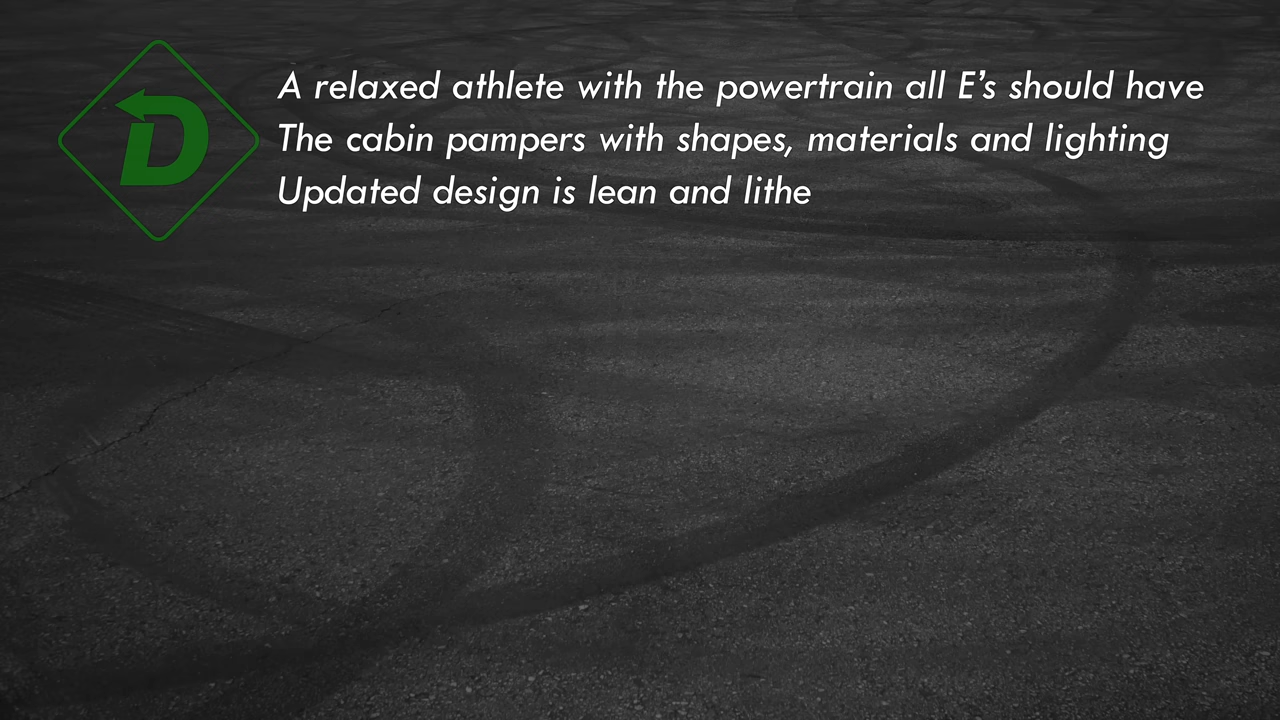 D
A relaxed athlete with the powertrain all E’s should have
The cabin pampers with shapes, materials and lighting
Updated design is lean and lithe